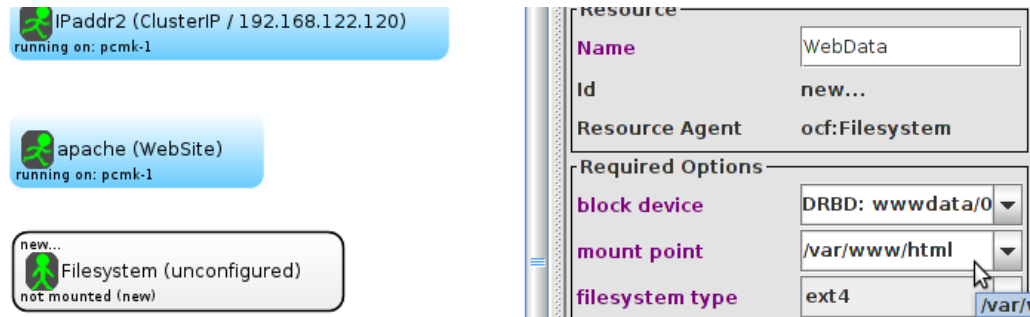 IPaddr2 (ClusterIP / 192.168.122.120)
running on: pcmk-1
apache (WebSite)
running on: pcmk-1
new...
Filesystem (unconfigured)
not mounted (new)
Resource
Name WebData
Id new...
Resource Agent ocf:Filesystem
Required Options
block device DRBD: wwwdata/0
mount point /var/www/html
filesystem type ext4